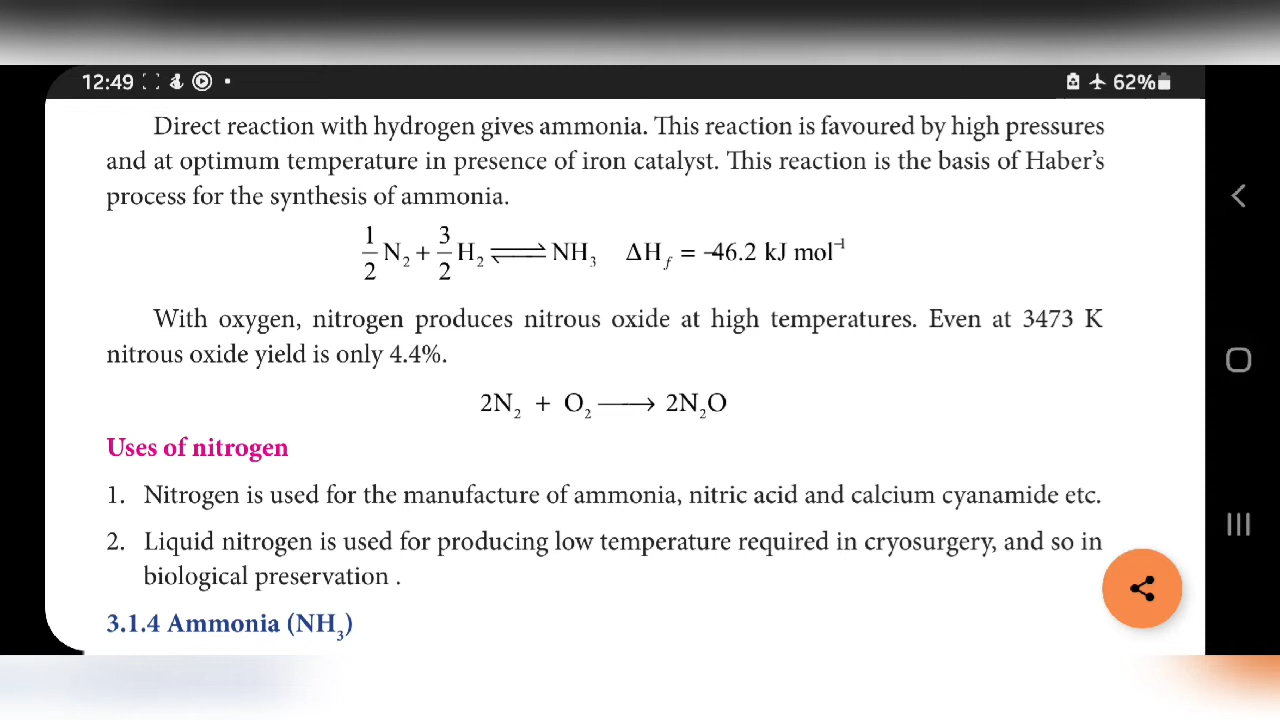 12:49
62%
Direct reaction with hydrogen gives ammonia. This reaction is favoured by high pressures
and at optimum temperature in presence of iron catalyst. This reaction is the basis of Haber's
process for the synthesis of ammonia.
1/2 N₂ + 3/2 H₂ ⇌ NH₃ ΔH_f = -46.2 kJ mol⁻¹
With oxygen, nitrogen produces nitrous oxide at high temperatures. Even at 3473 K
nitrous oxide yield is only 4.4%.
2N₂ + O₂ ⟶ 2N₂O
Uses of nitrogen
1. Nitrogen is used for the manufacture of ammonia, nitric acid and calcium cyanamide etc.
2. Liquid nitrogen is used for producing low temperature required in cryosurgery, and so in
biological preservation .
3.1.4 Ammonia (NH₃)